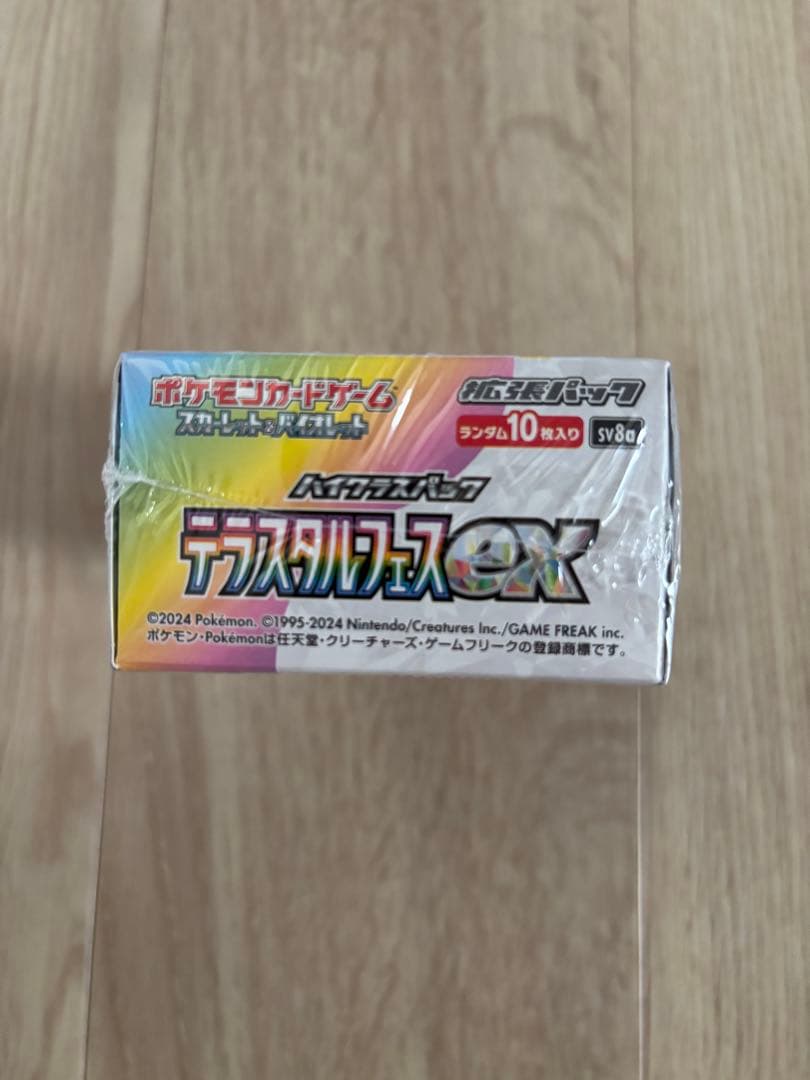 ポケモンカードゲーム
スカーレット&バイオレット
拡張パック
ランダム10枚入り SV8a
ハイクラスパック
テラスタルフェスex
©2024 Pokémon. ©1995-2024 Nintendo/Creatures Inc./GAME FREAK inc.
ポケモン・Pokémonは任天堂・クリーチャーズ・ゲームフリークの登録商標です。